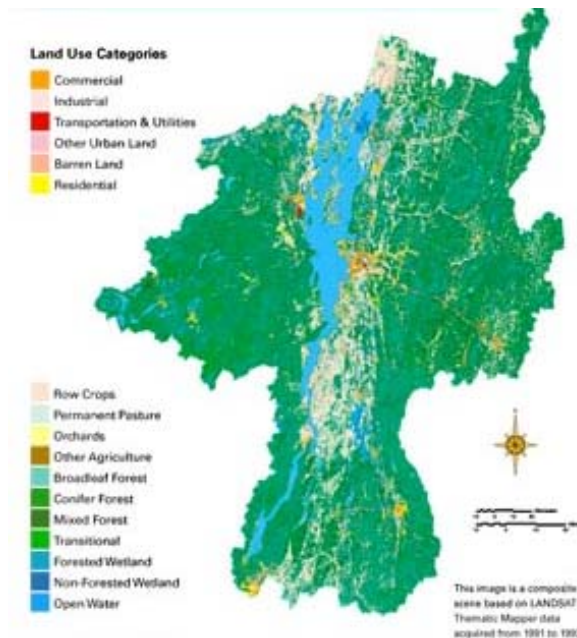 Land Use Categories
Commercial
Industrial
Transportation & Utilities
Other Urban Land
Barren Land
Residential
Row Crops
Permanent Pasture
Orchards
Other Agriculture
Broadleaf Forest
Conifer Forest
Mixed Forest
Transitional
Forested Wetland
Non-Forested Wetland
Open Water
This image is a composite
scene based on LANDSAT
Thematic Mapper data
acquired from 1991 to